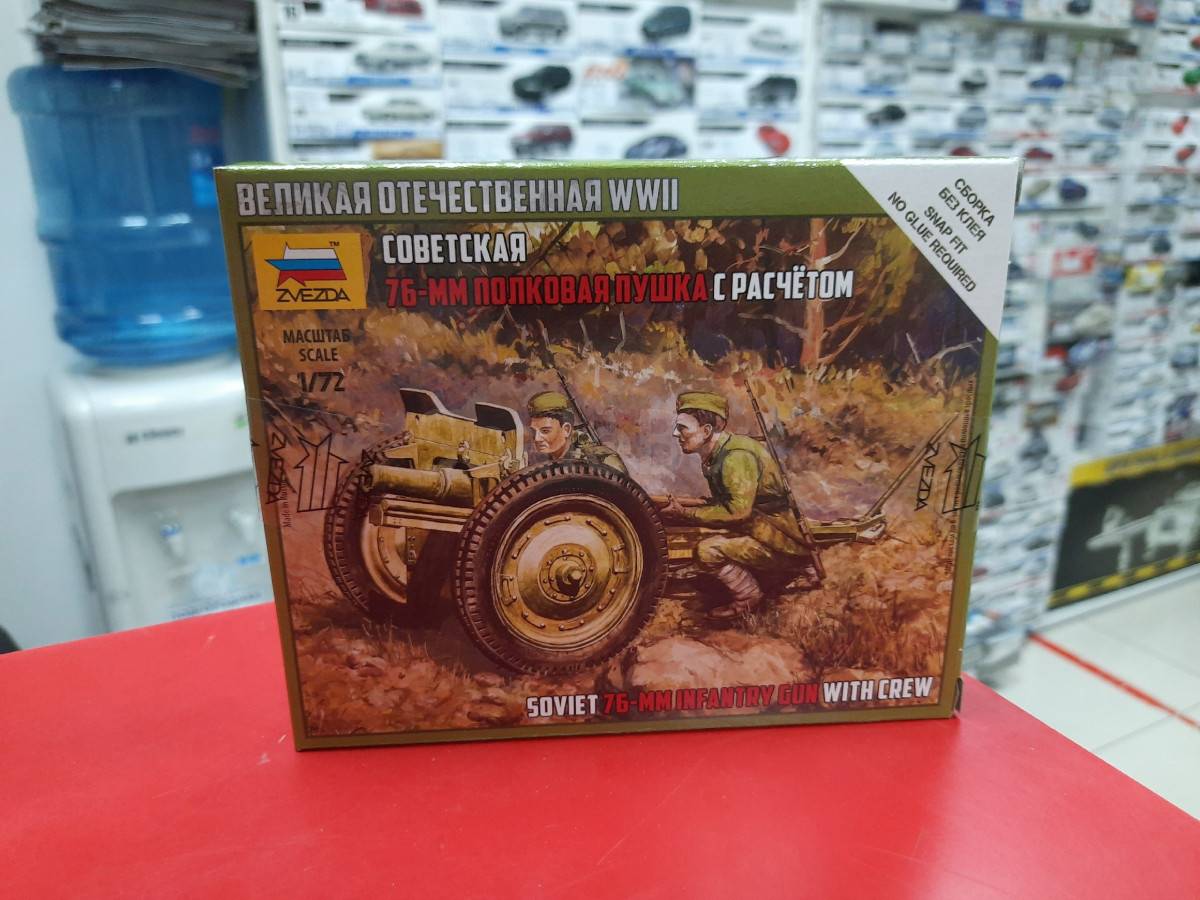 ВЕЛИКАЯ ОТЕЧЕСТВЕННАЯ WWII
СБОРКА
БЕЗ КЛЕЯ
SNAP FIT
NO GLUE REQUIRED
ZVEZDA
СОВЕТСКАЯ
76-ММ ПОЛКОВАЯ ПУШКА С РАСЧЁТОМ
МАСШТАБ
SCALE
1/72
ZVEZDA
ZVEZDA
SOVIET 76-MM INFANTRY GUN WITH CREW